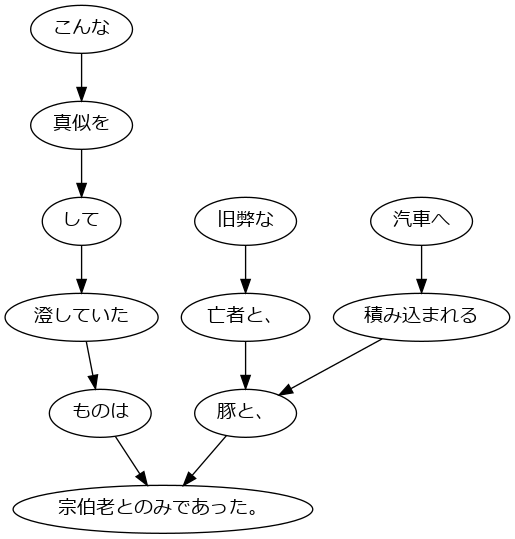 こんな
真似を
して
旧弊な
汽車へ
澄していた
亡者と、
積み込まれる
ものは
豚と、
宗伯老とのみであった。